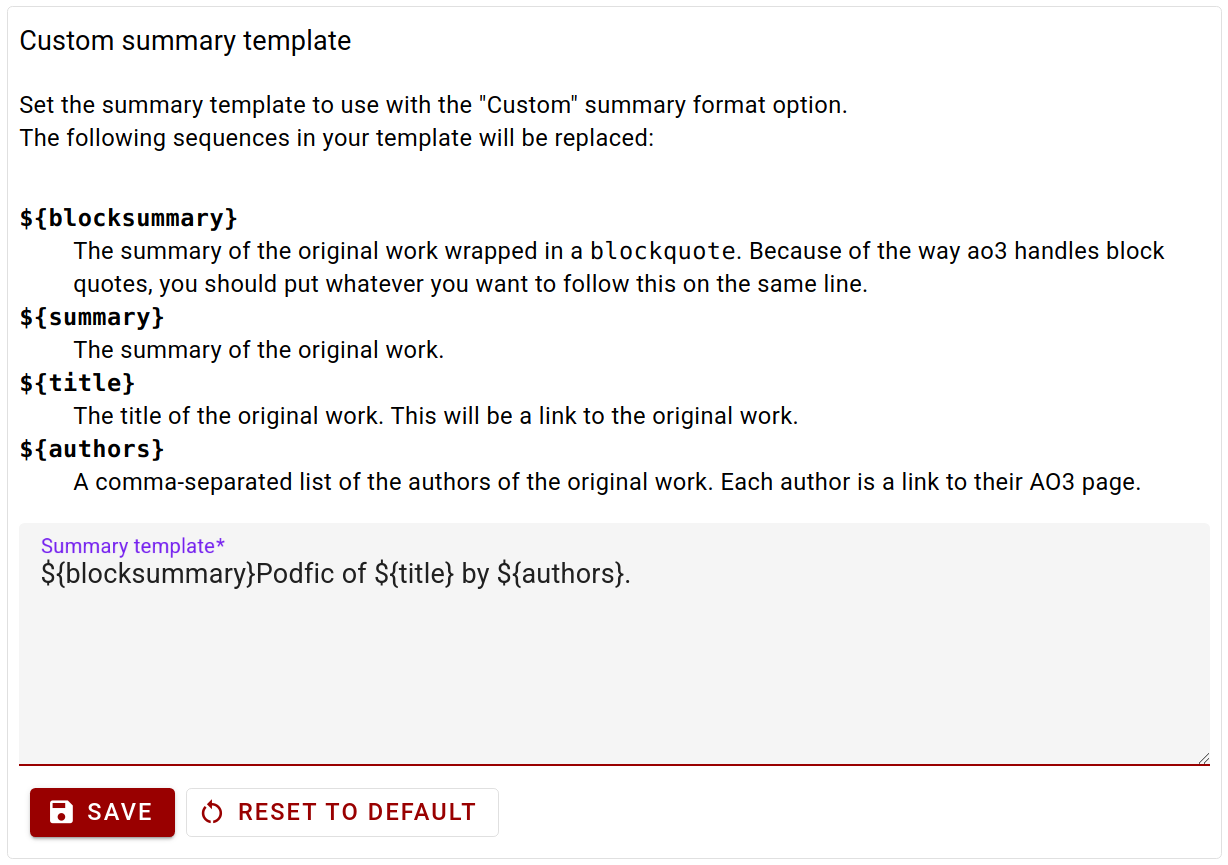 Custom summary template
Set the summary template to use with the "Custom" summary format option.
The following sequences in your template will be replaced:
${blocksummary}
The summary of the original work wrapped in a blockquote. Because of the way ao3 handles block
quotes, you should put whatever you want to follow this on the same line.
${summary}
The summary of the original work.
${title}
The title of the original work. This will be a link to the original work.
${authors}
A comma-separated list of the authors of the original work. Each author is a link to their AO3 page.
Summary template*
${blocksummary}Podfic of ${title} by ${authors}.
SAVE
RESET TO DEFAULT